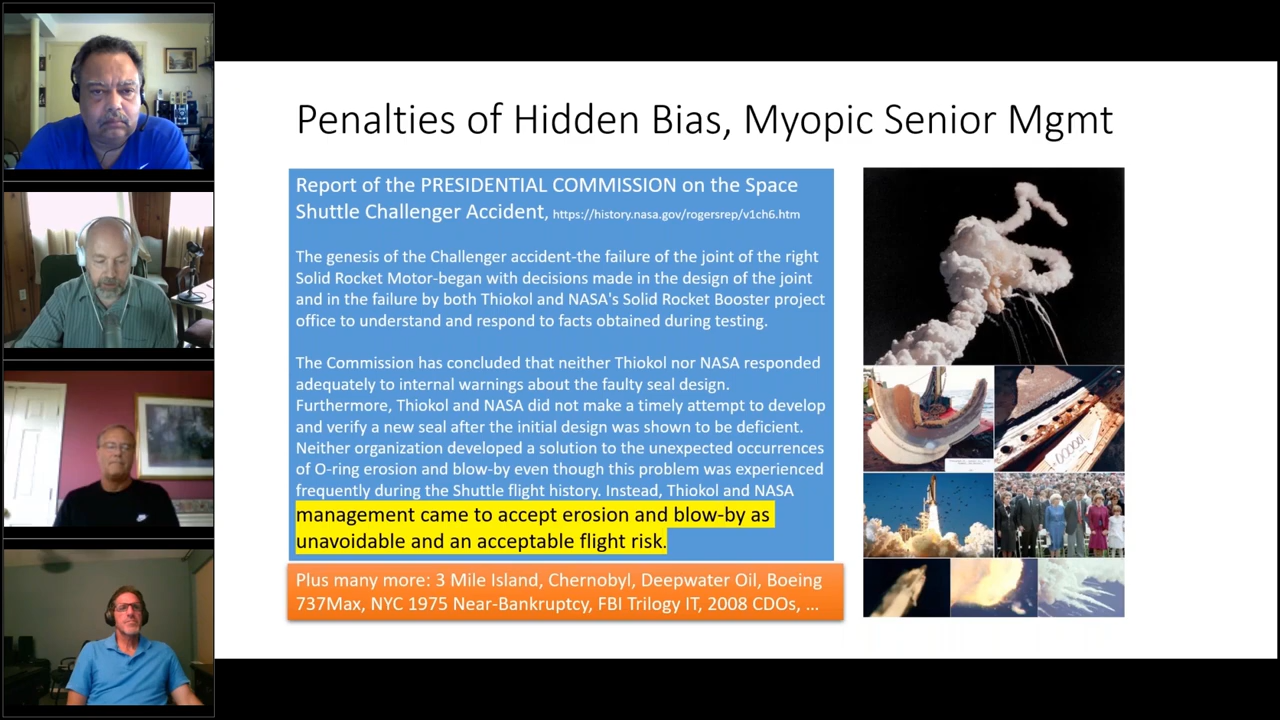 Penalties of Hidden Bias, Myopic Senior Mgmt
Report of the PRESIDENTIAL COMMISSION on the Space
Shuttle Challenger Accident, https://history.nasa.gov/rogersrep/v1ch6.htm
The genesis of the Challenger accident-the failure of the joint of the right
Solid Rocket Motor-began with decisions made in the design of the joint
and in the failure by both Thiokol and NASA's Solid Rocket Booster project
office to understand and respond to facts obtained during testing.
The Commission has concluded that neither Thiokol nor NASA responded
adequately to internal warnings about the faulty seal design.
Furthermore, Thiokol and NASA did not make a timely attempt to develop
and verify a new seal after the initial design was shown to be deficient.
Neither organization developed a solution to the unexpected occurrences
of O-ring erosion and blow-by even though this problem was experienced
frequently during the Shuttle flight history. Instead, Thiokol and NASA
management came to accept erosion and blow-by as
unavoidable and an acceptable flight risk.
Plus many more: 3 Mile Island, Chernobyl, Deepwater Oil, Boeing
737Max, NYC 1975 Near-Bankruptcy, FBI Trilogy IT, 2008 CDOs, ...